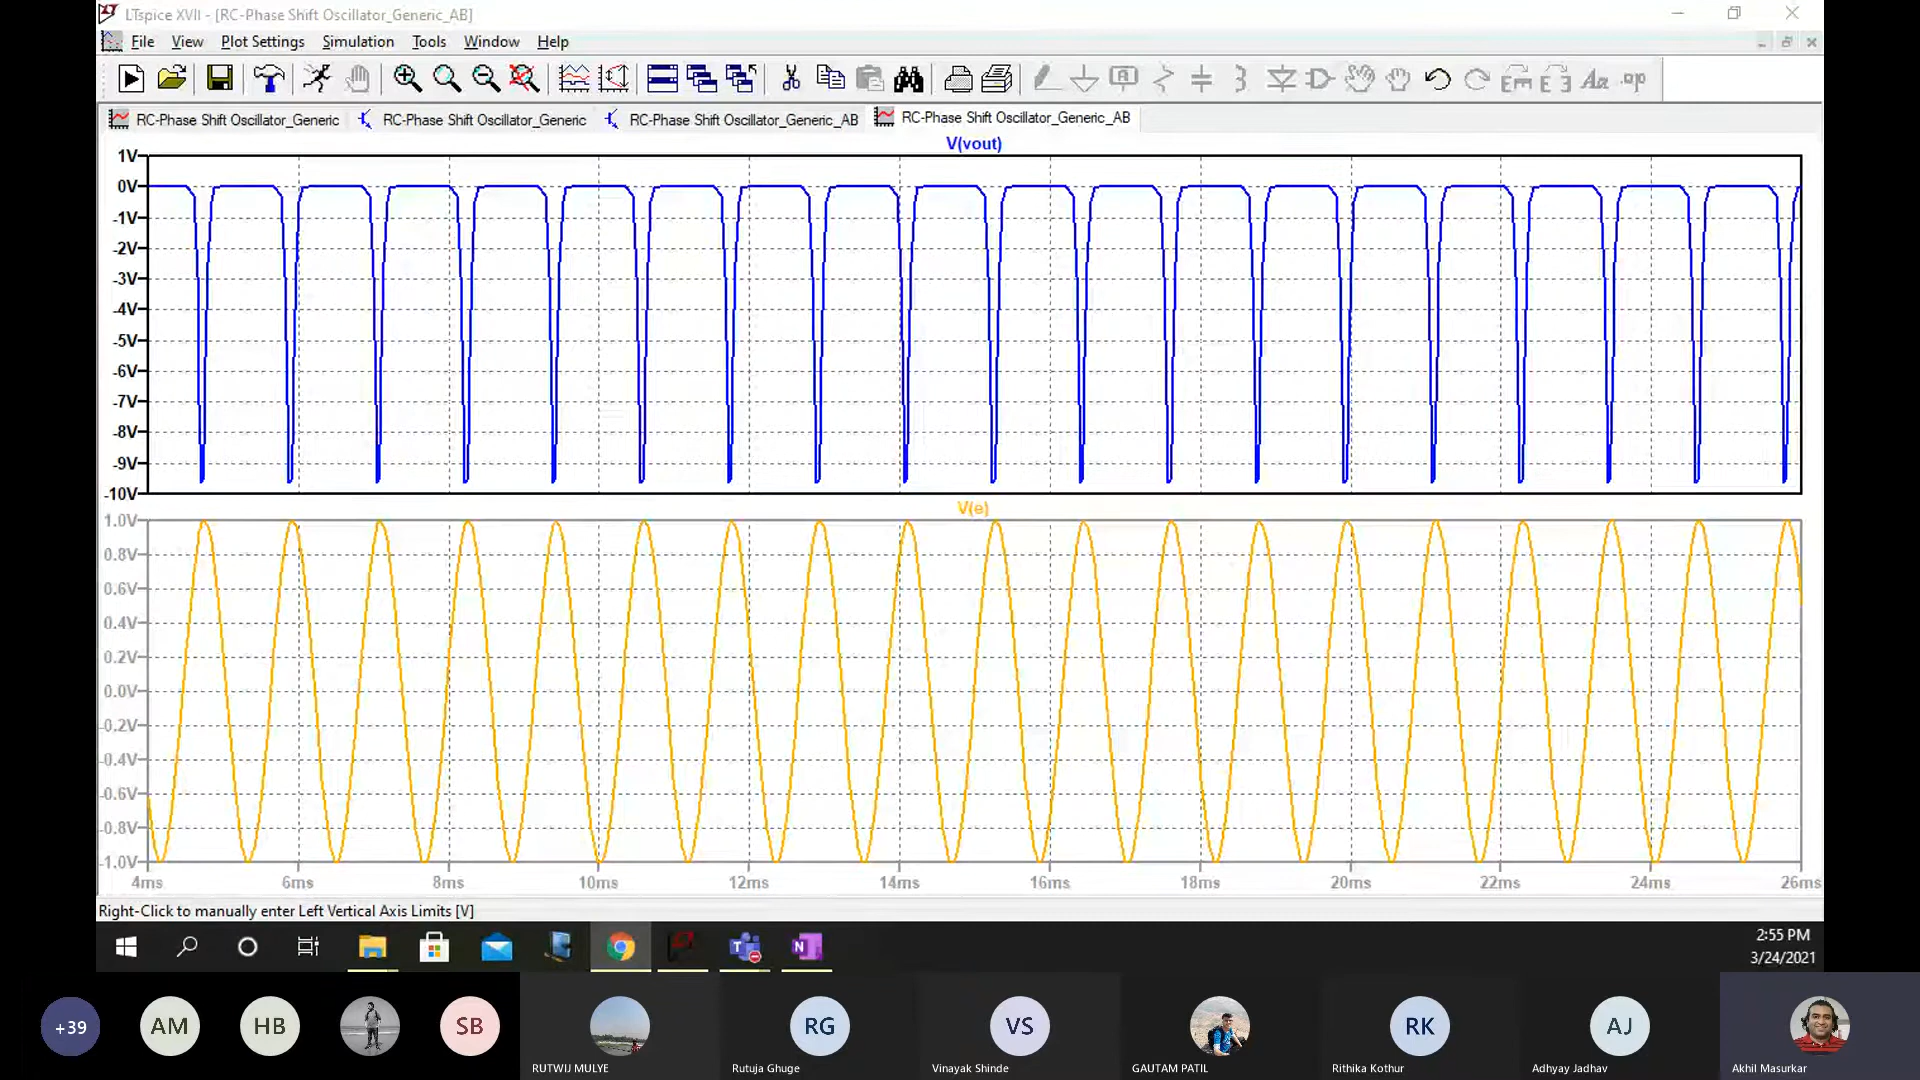 LTspice XVII - [RC-Phase Shift Oscillator_Generic_AB]
File View Plot Settings Simulation Tools Window Help
RC-Phase Shift Oscillator_Generic RC-Phase Shift Oscillator_Generic RC-Phase Shift Oscillator_Generic_AB RC-Phase Shift Oscillator_Generic_AB
V(vout)
1V
0V
-1V
-2V
-3V
-4V
-5V
-6V
-7V
-8V
-9V
-10V
V(e)
1.0V
0.8V
0.6V
0.4V
0.2V
0.0V
-0.2V
-0.4V
-0.6V
-0.8V
-1.0V
4ms 6ms 8ms 10ms 12ms 14ms 16ms 18ms 20ms 22ms 24ms 26ms
Right-Click to manually enter Left Vertical Axis Limits [V]
2:55 PM
3/24/2021
+39 AM HB SB RG VS RK AJ
RUTWIJ MULYE Rutuja Ghuge Vinayak Shinde GAUTAM PATIL Rithika Kothur Adhyay Jadhav Akhil Masurkar